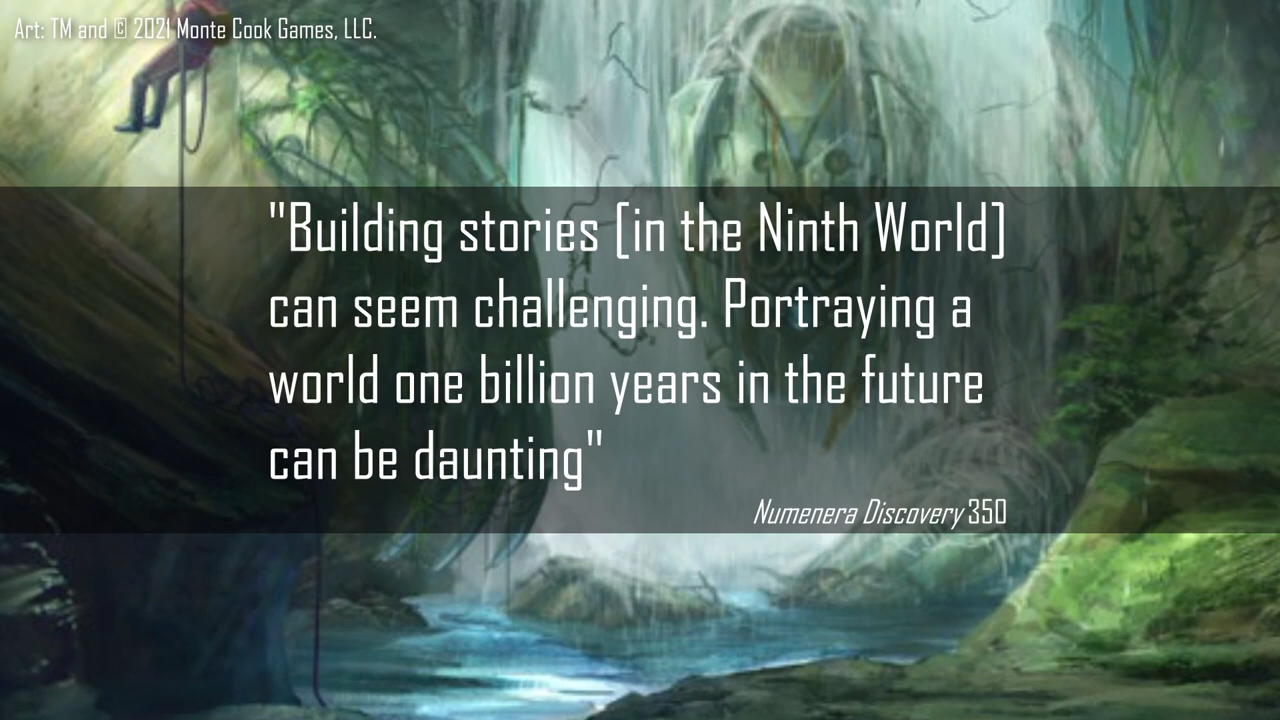 Art: TM and © 2021 Monte Cook Games, LLC.
"Building stories [in the Ninth World]
can seem challenging. Portraying a
world one billion years in the future
can be daunting"
Numenera Discovery 350